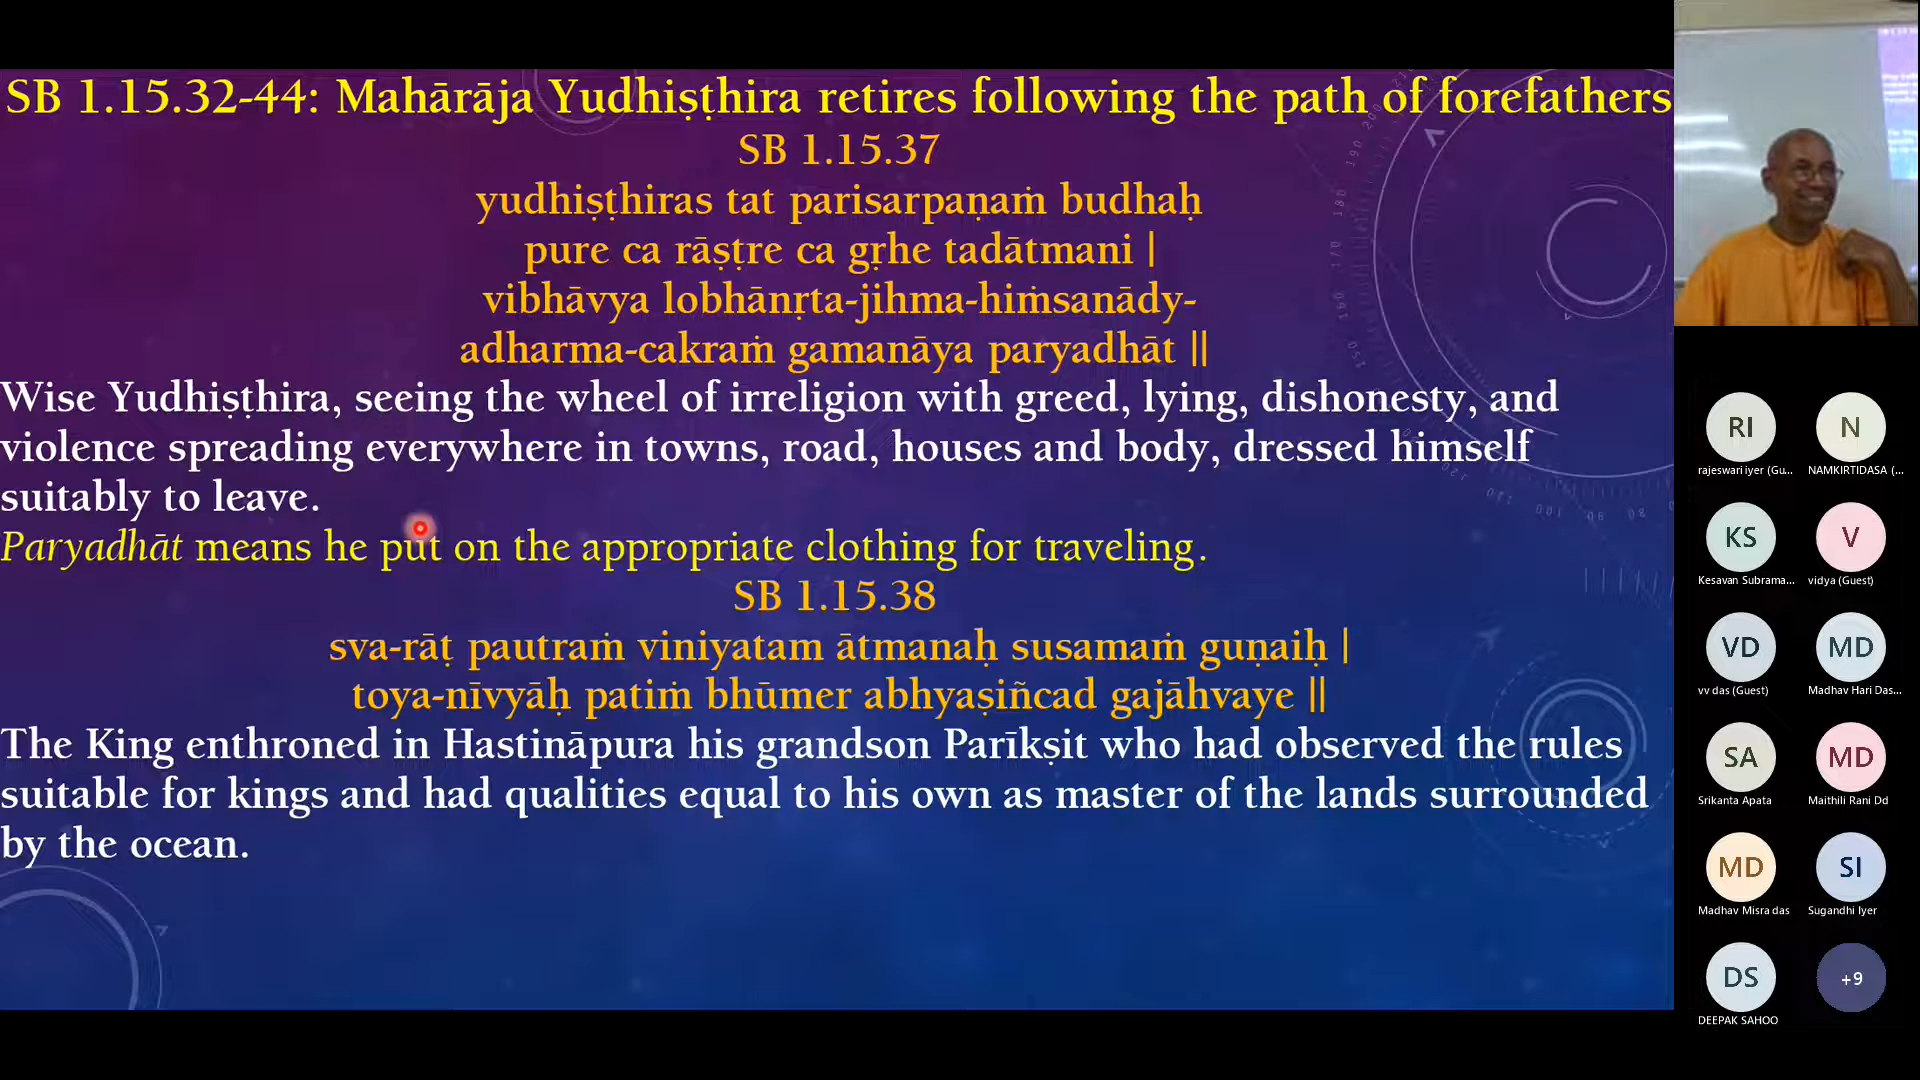 SB 1.15.32-44: Mahārāja Yudhiṣṭhira retires following the path of forefathers
SB 1.15.37
yudhiṣṭhiras tat parisarpaṇaṁ budhaḥ
pure ca rāṣṭre ca gṛhe tadātmani |
vibhāvya lobhānṛta-jihma-hiṁsanādy-
adharma-cakraṁ gamanāya paryadhāt ||
Wise Yudhiṣṭhira, seeing the wheel of irreligion with greed, lying, dishonesty, and
violence spreading everywhere in towns, road, houses and body, dressed himself
suitably to leave.
Paryadhāt means he put on the appropriate clothing for traveling.
SB 1.15.38
sva-rāṭ pautraṁ viniyatam ātmanaḥ susamaṁ guṇaiḥ |
toya-nīvyāḥ patiṁ bhūmer abhyaṣiñcad gajāhvaye ||
The King enthroned in Hastināpura his grandson Parīkṣit who had observed the rules
suitable for kings and had qualities equal to his own as master of the lands surrounded
by the ocean.
RI N
rajeswari iyer (Gu... NAMKIRTIDASA (...
KS V
Kesavan Subrama... vidya (Guest)
VD MD
vv das (Guest) Madhav Hari Das...
SA MD
Srikanta Apata Maithili Rani Dd
MD SI
Madhav Misra das Sugandhi Iyer
DS +9
DEEPAK SAHOO